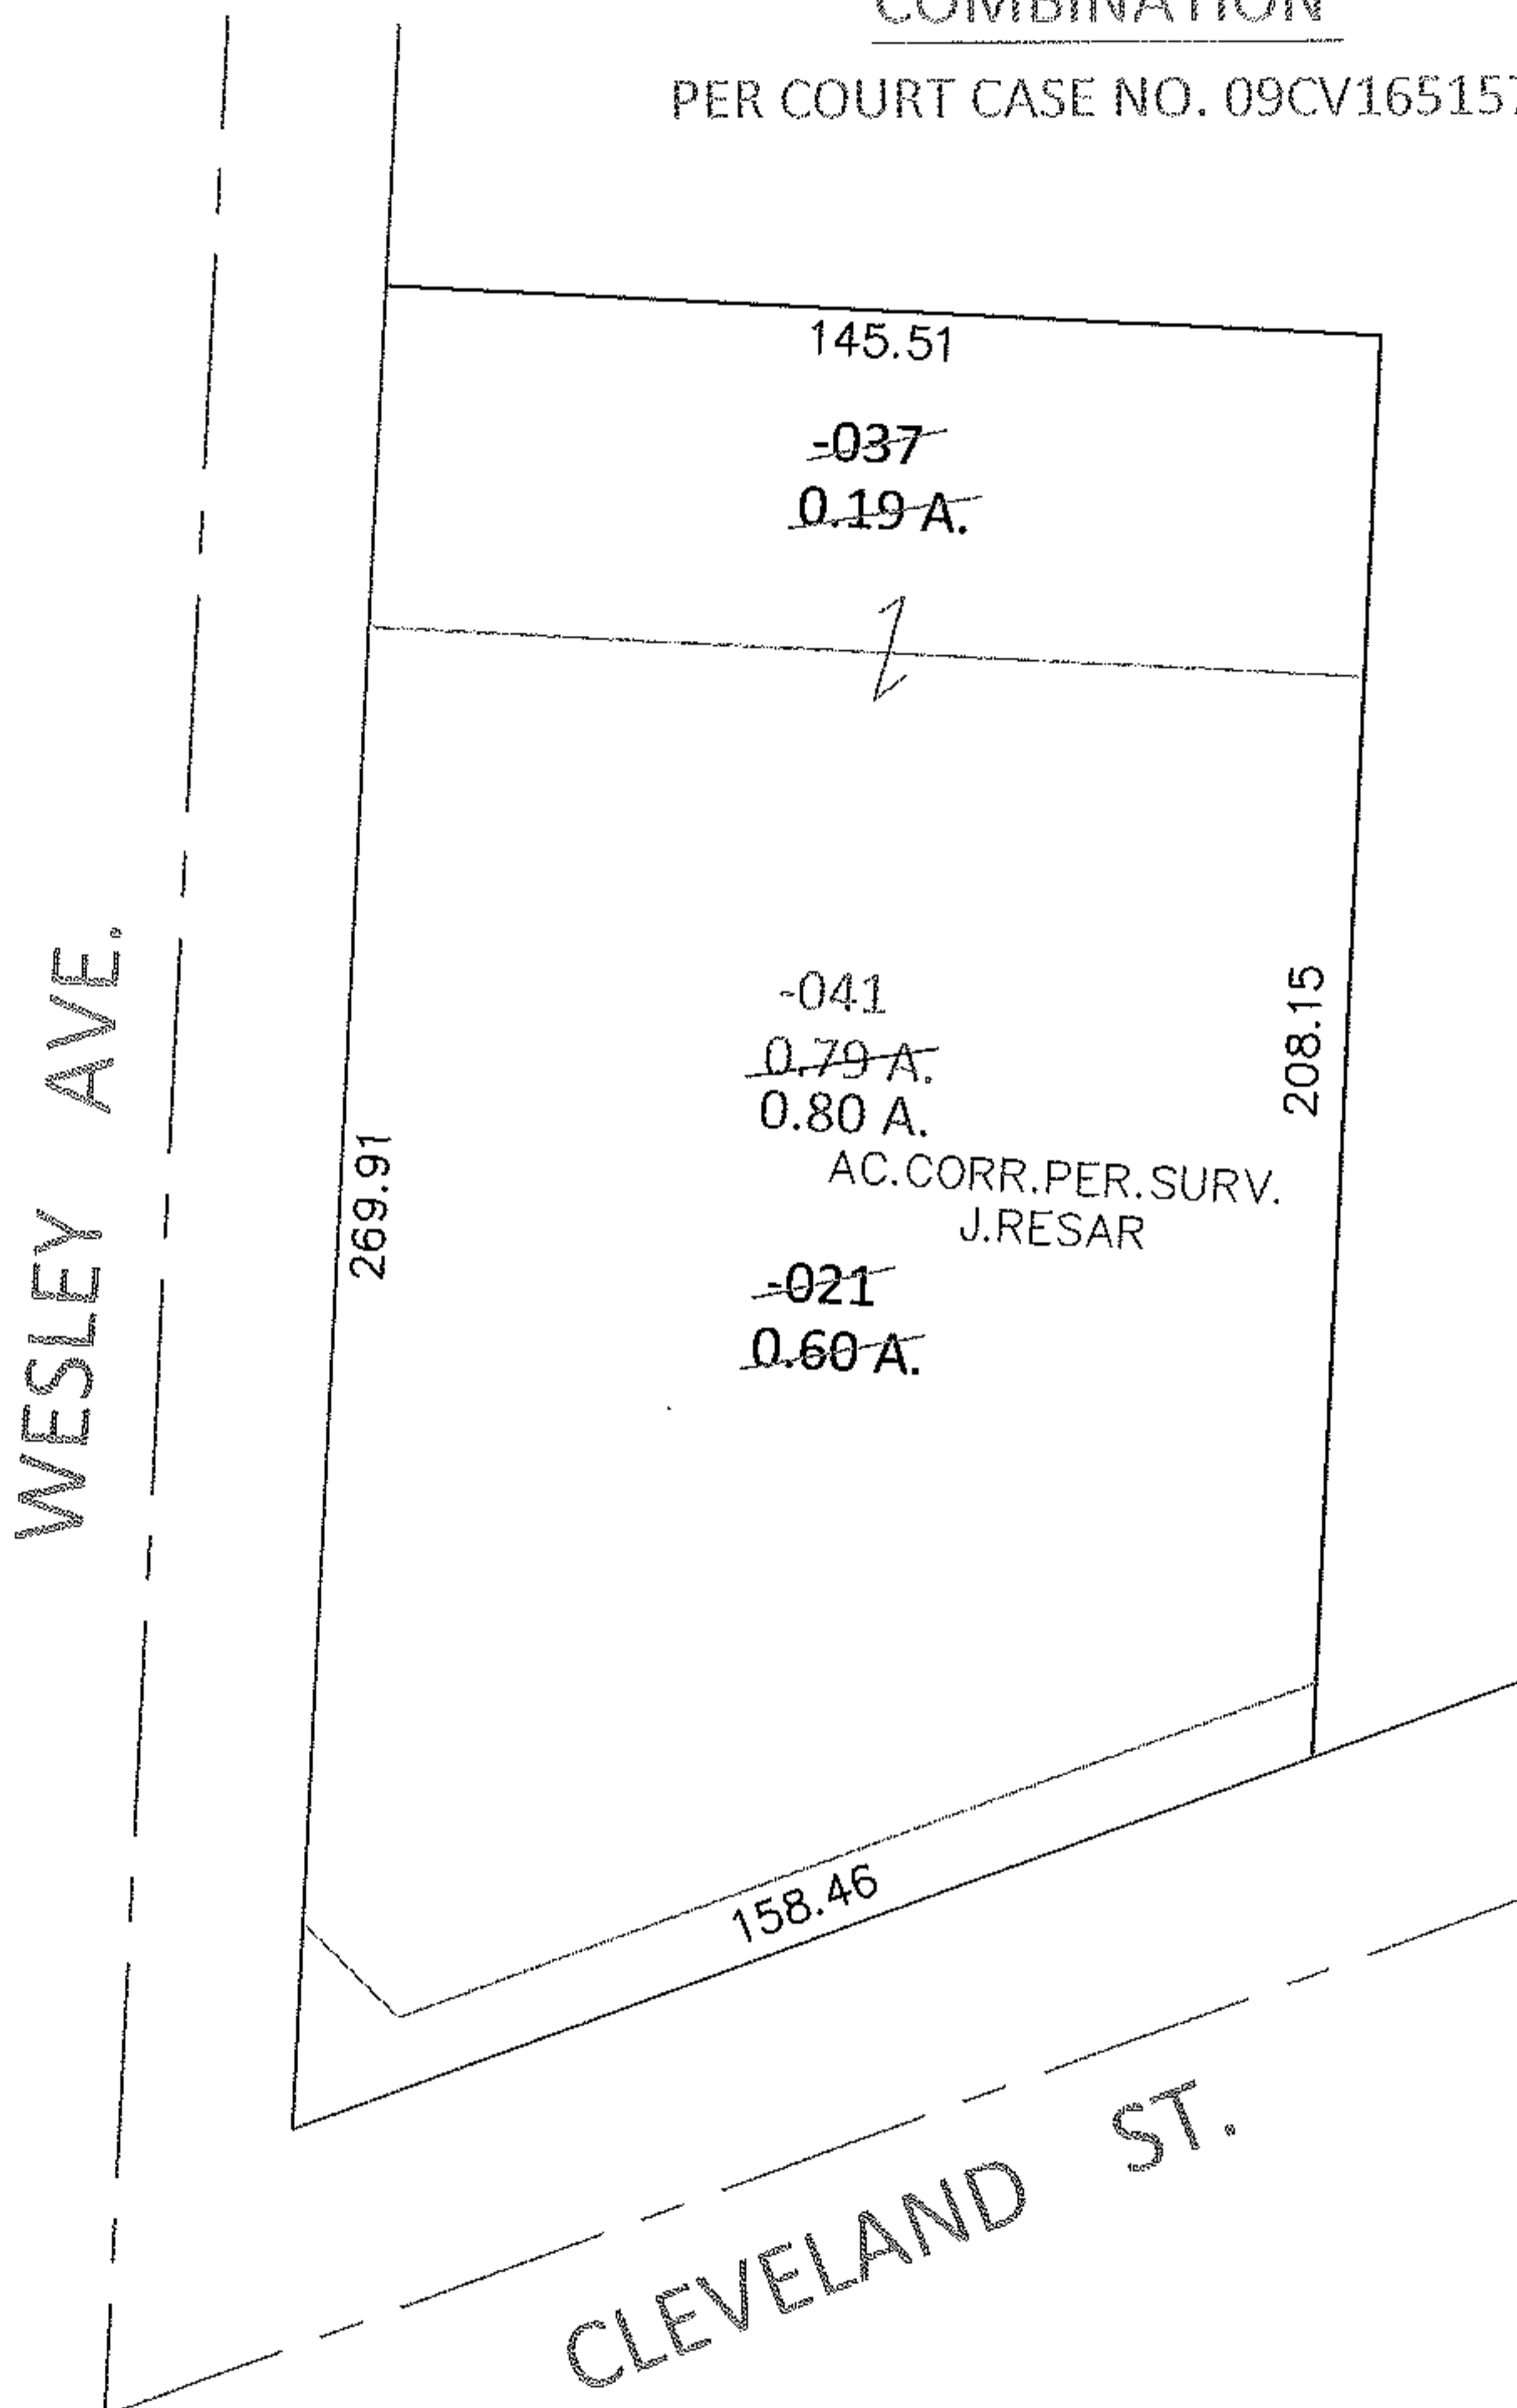 COMBINATION
PER COURT CASE NO. 09CV165157
145.51
-037
0.19 A.
-041
0.79 A.
0.80 A.
AC.CORR.PER.SURV.
J.RESAR
-021
0.60 A.
269.91
208.15
158.46
WESLEY AVE.
CLEVELAND ST.